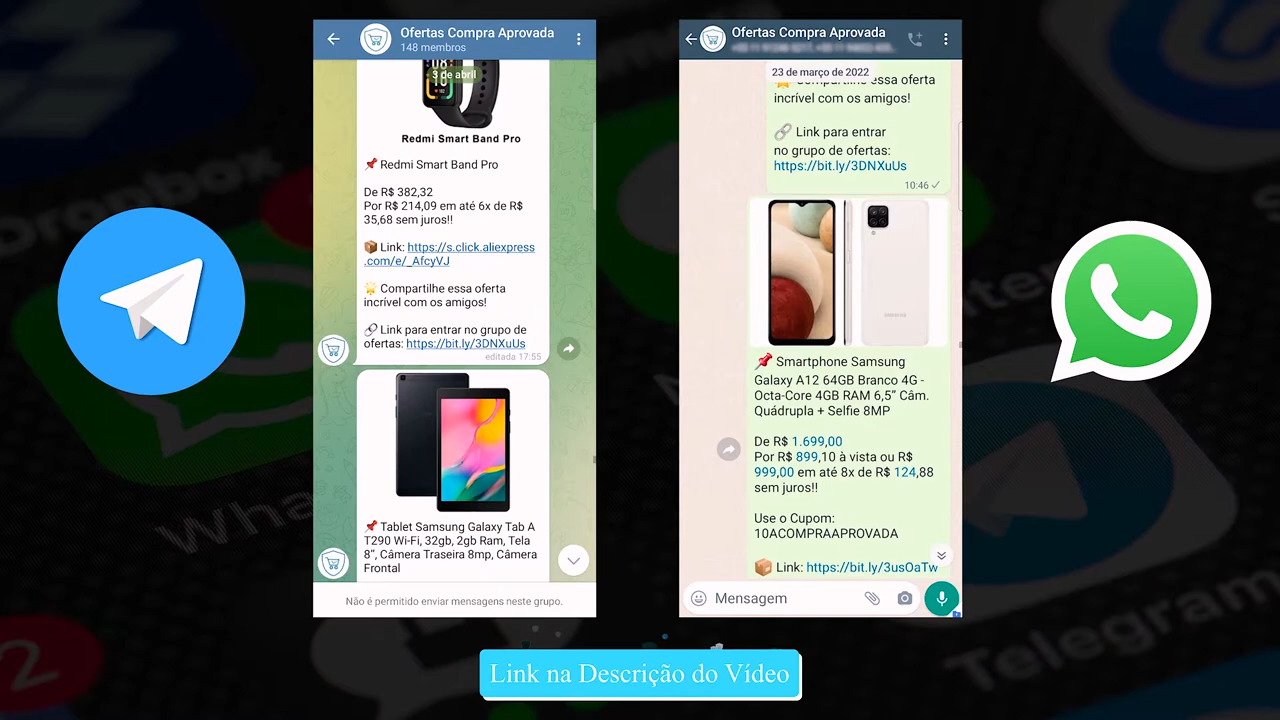 Ofertas Compra Aprovada
148 membros
3 de abril
Redmi Smart Band Pro
📌 Redmi Smart Band Pro
De R$ 382,32
Por R$ 214,09 em até 6x de R$
35,68 sem juros!!
📦 Link: https://s.click.aliexpress
.com/e/_AfcyVJ
🌟 Compartilhe essa oferta
incrível com os amigos!
🔗 Link para entrar no grupo de
ofertas: https://bit.ly/3DNXuUs
editada 17:55
📌 Tablet Samsung Galaxy Tab A
T290 Wi-Fi, 32gb, 2gb Ram, Tela
8”, Câmera Traseira 8mp, Câmera
Frontal
Não é permitido enviar mensagens neste grupo.
Ofertas Compra Aprovada
23 de março de 2022
🌟 Compartilhe essa oferta
incrível com os amigos!
🔗 Link para entrar
no grupo de ofertas:
https://bit.ly/3DNXuUs
10:46
SAMSUNG
📌 Smartphone Samsung
Galaxy A12 64GB Branco 4G -
Octa-Core 4GB RAM 6,5” Câm.
Quádrupla + Selfie 8MP
De R$ 1.699,00
Por R$ 899,10 à vista ou R$
999,00 em até 8x de R$ 124,88
sem juros!!
Use o Cupom:
10ACOMPRAAPROVADA
📦 Link: https://bit.ly/3usOaTw
Mensagem
Link na Descrição do Vídeo
Dropbox
Wha
Telegram
2